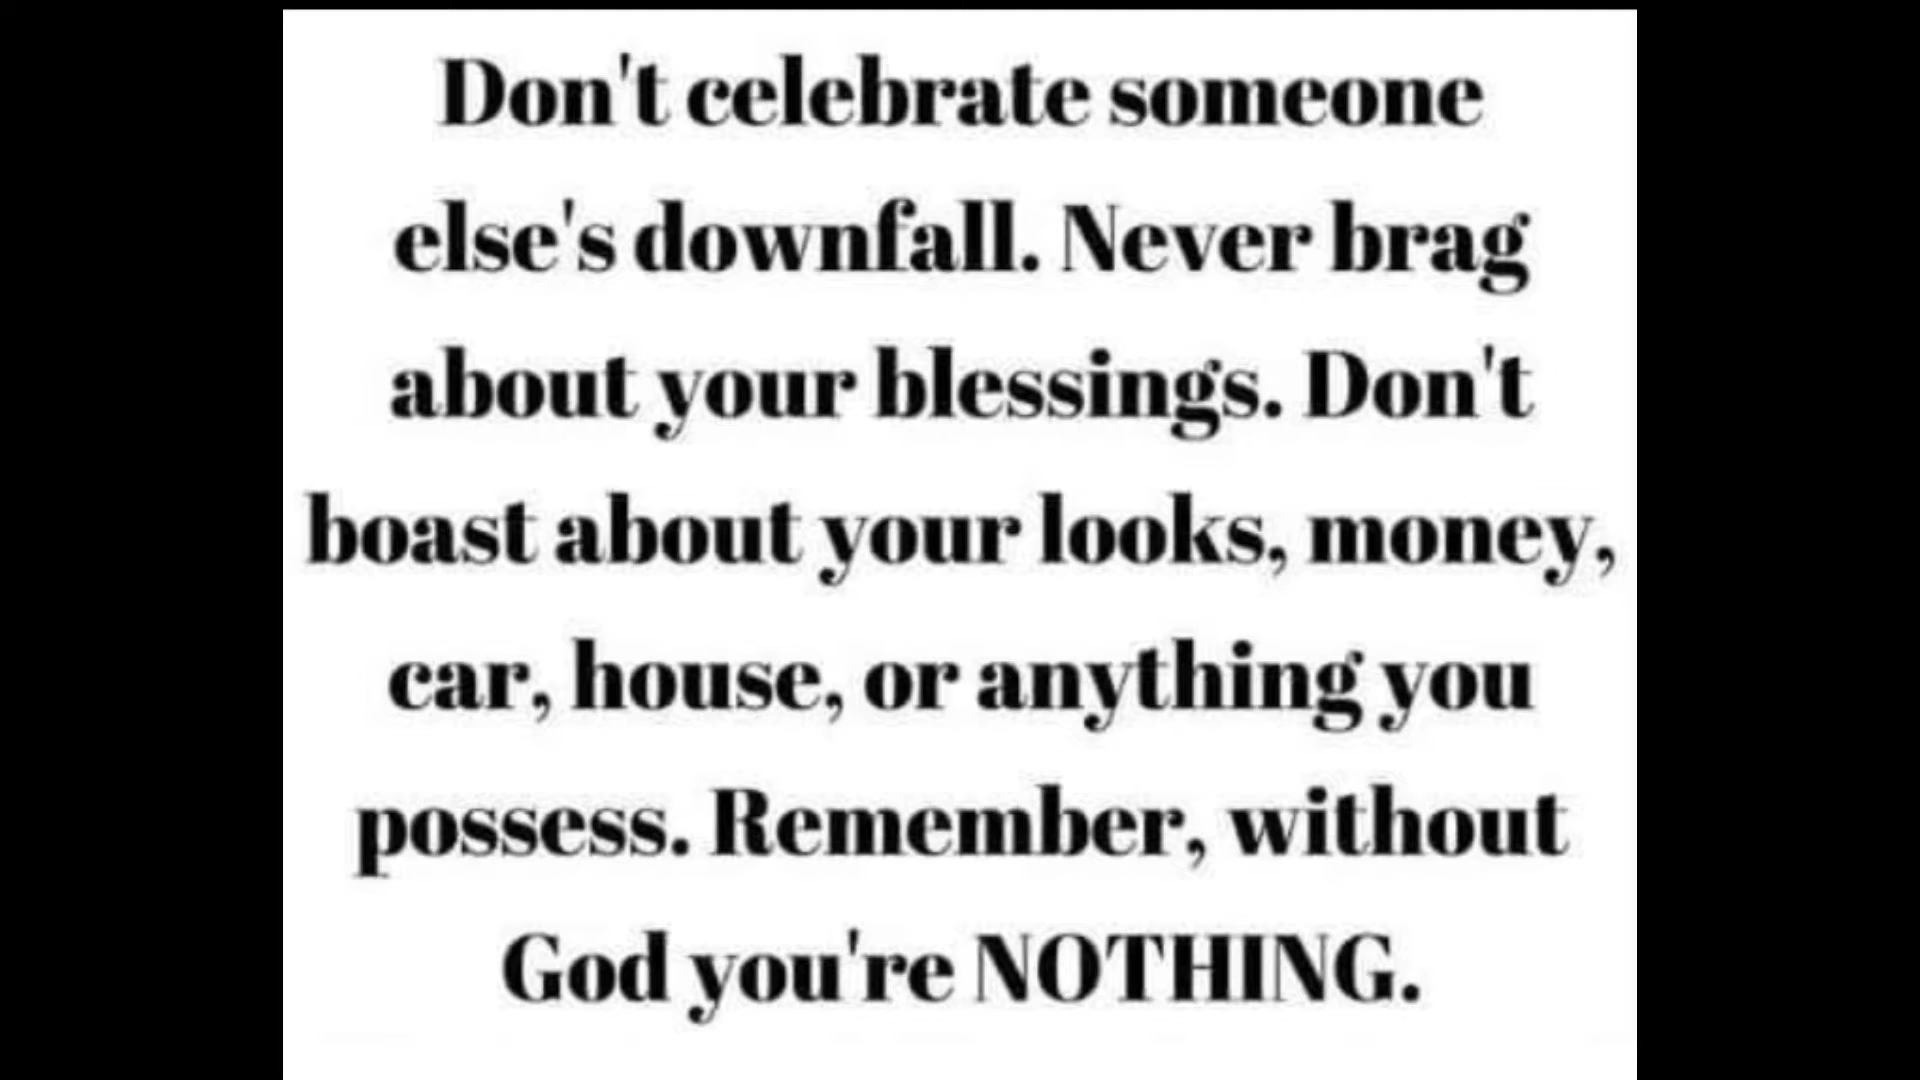 Don't celebrate someone
else's downfall. Never brag
about your blessings. Don't
boast about your looks, money,
car, house, or anything you
possess. Remember, without
God you're NOTHING.